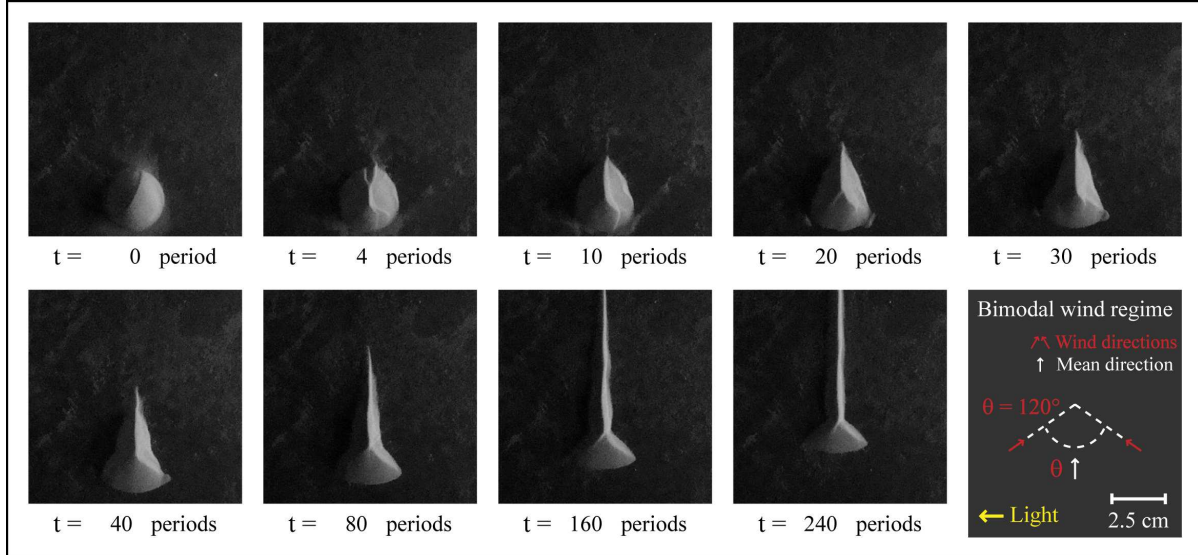 t = 0 period
t = 4 periods
t = 10 periods
t = 20 periods
t = 30 periods
t = 40 periods
t = 80 periods
t = 160 periods
t = 240 periods
Bimodal wind regime
Wind directions
↑ Mean direction
θ = 120°
θ
← Light
2.5 cm